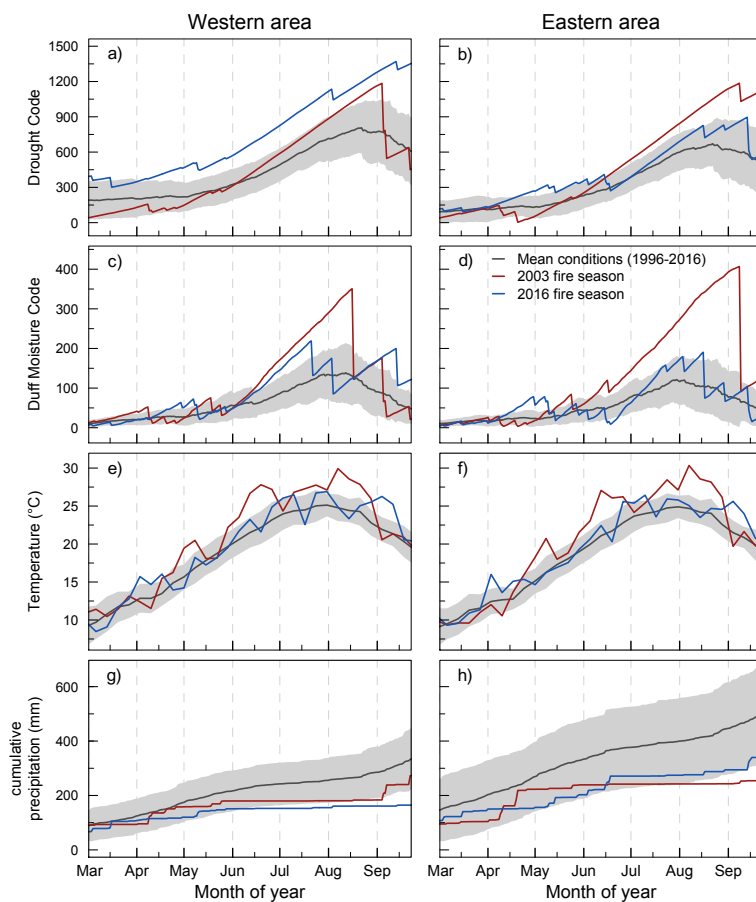 Western area
Eastern area
Drought Code
1500
1200
900
600
300
0
a)
b)
Duff Moisture Code
400
300
200
100
0
c)
d)
Mean conditions (1996-2016)
2003 fire season
2016 fire season
Temperature (°C)
30
25
20
15
10
e)
f)
cumulative
precipitation (mm)
600
400
200
0
g)
h)
Mar Apr May Jun Jul Aug Sep
Mar Apr May Jun Jul Aug Sep
Month of year
Month of year